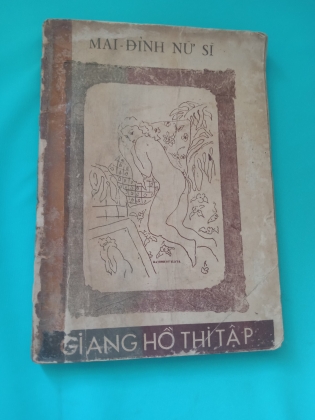 MAI-ĐÌNH NỮ SĨ
GIANG HỒ THI TẬP